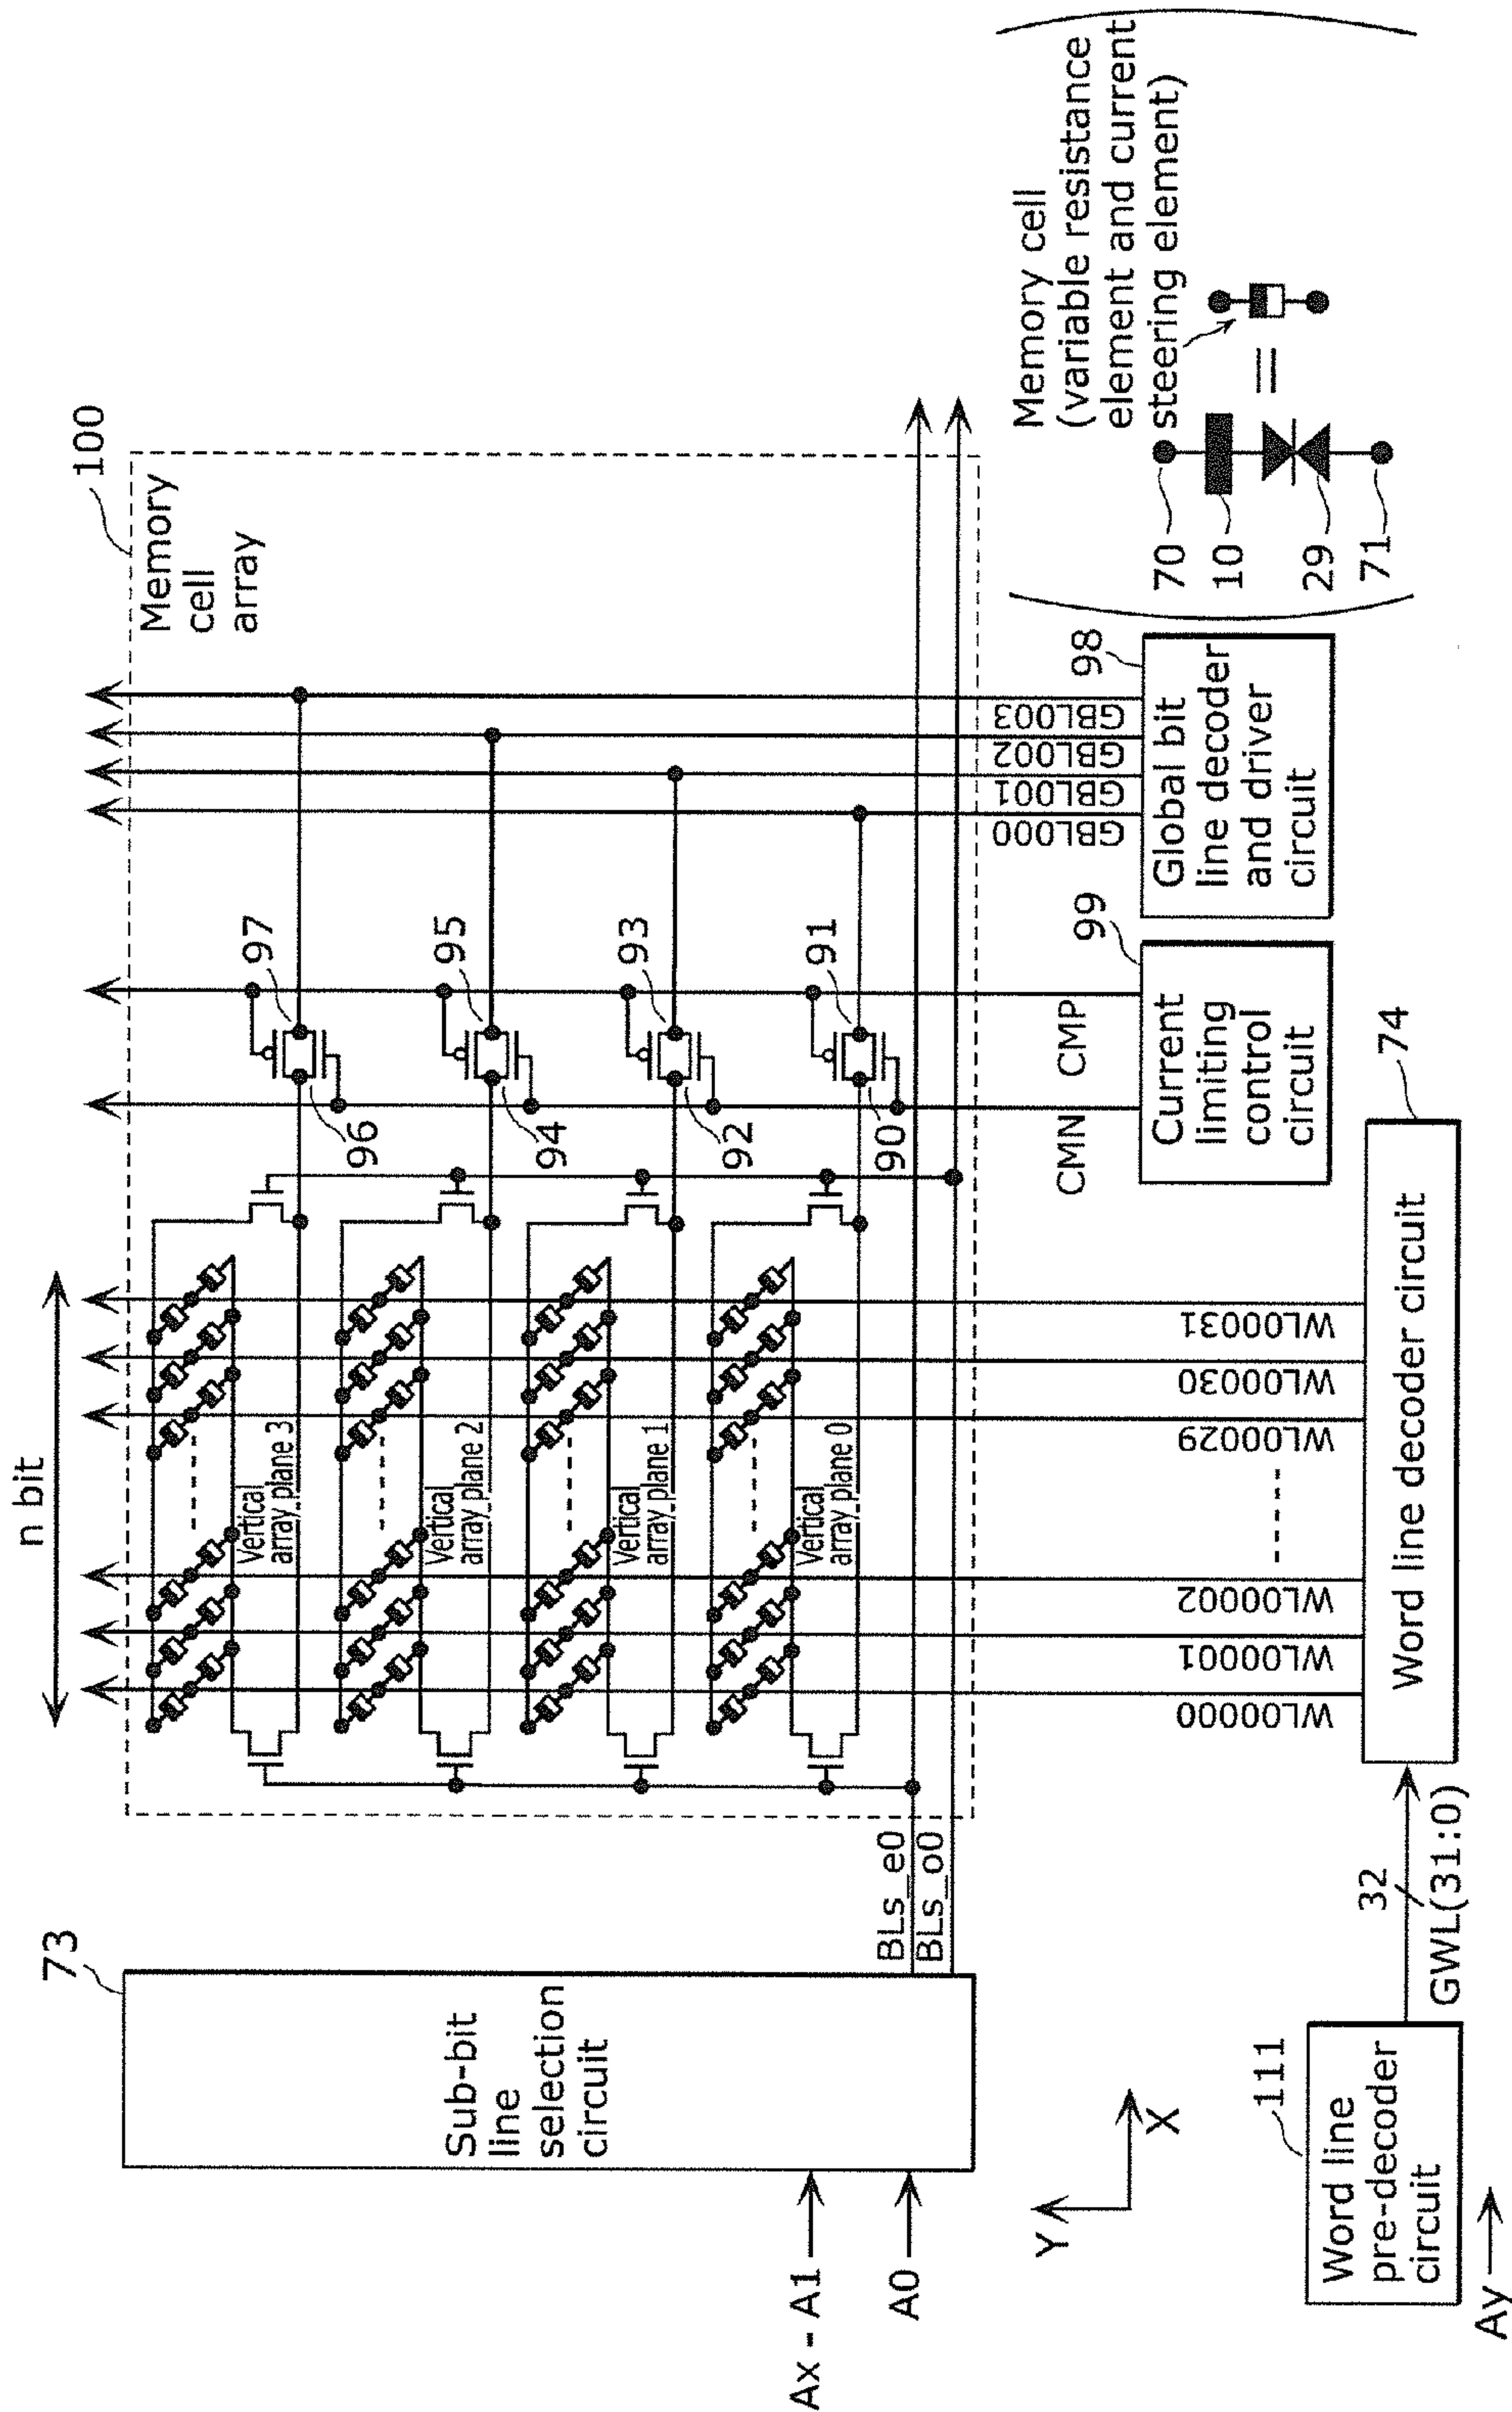 n bit
100
Memory
cell
array
73
Sub-bit
line
selection
circuit
Ax - A1
A0
BLs_e0
BLs_o0
Vertical
array plane 3
Vertical
array plane 2
Vertical
array plane 1
Vertical
array plane 0
97
96
95
94
93
92
91
90
CMN
CMP
GBL000
GBL001
GBL002
GBL003
WL00000
WL00001
WL00002
WL00029
WL00030
WL00031
99
Current
limiting
control
circuit
98
Global bit
line decoder
and driver
circuit
74
Word line decoder circuit
Y
X
111
Word line
pre-decoder
circuit
Ay
32
GWL(31:0)
Memory cell
(variable resistance
element and current
steering element)
70
10
29
71
=